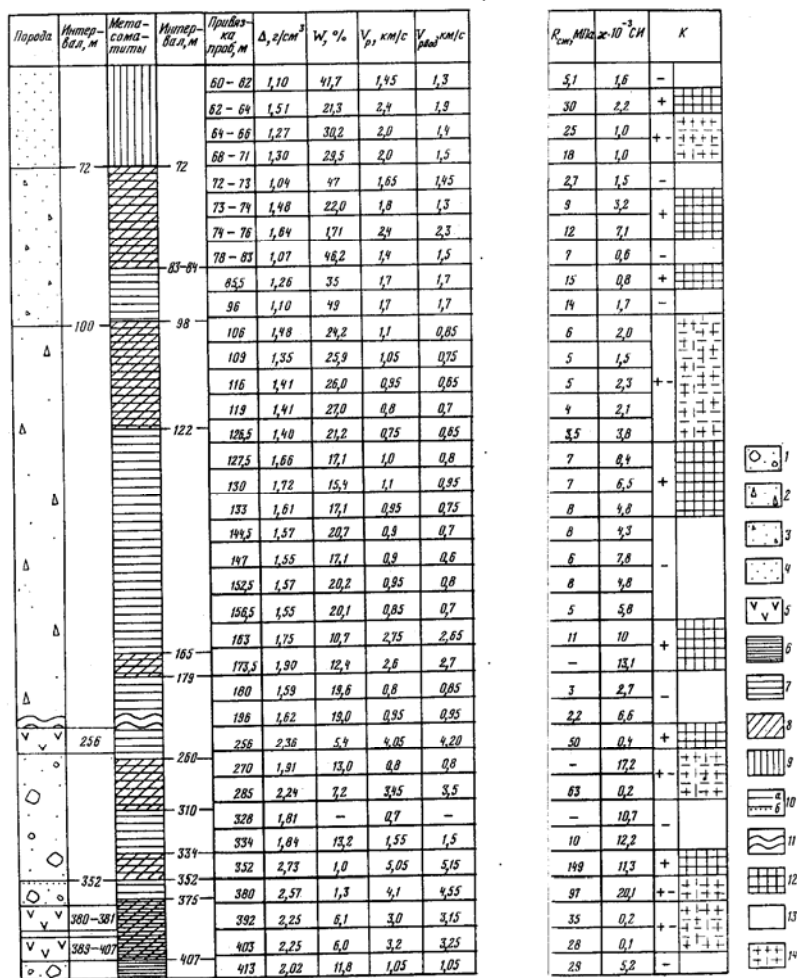 Порода Интер-вал, м Мета-сома-титы Интер-вал, м Привяз-ка проб, м Δ, г/см³ W, % Vр, км/с Vрвод, км/с Rсж, МПа æ·10⁻³ СИ К
60-62 1,10 41,7 1,45 1,3 5,1 1,6 -
62-64 1,51 21,3 2,4 1,9 30 2,2 +
64-66 1,27 30,2 2,0 1,4 25 1,0 + -
68-71 1,30 29,5 2,0 1,5 18 1,0
72 72
72-73 1,04 47 1,65 1,45 2,7 1,5 -
73-74 1,48 22,0 1,8 1,3 9 3,2 +
74-76 1,64 1,71 2,4 2,3 12 7,1
78-83 1,07 46,2 1,4 1,5 7 0,6 -
83-84
85,5 1,26 35 1,7 1,7 15 0,8 +
96 1,10 49 1,7 1,7 14 1,7 -
100 98
106 1,48 24,2 1,1 0,85 6 2,0
109 1,35 25,9 1,05 0,75 5 1,5
116 1,41 26,0 0,95 0,65 5 2,3 + -
119 1,41 27,0 0,8 0,7 4 2,1
122
126,5 1,40 21,2 0,75 0,65 3,5 3,8
127,5 1,66 17,1 1,0 0,8 7 8,4
130 1,72 15,4 1,1 0,95 7 6,5 +
133 1,61 17,1 0,95 0,75 8 4,8
144,5 1,57 20,7 0,9 0,7 8 4,3
147 1,55 17,1 0,9 0,6 6 7,8 -
152,5 1,57 20,2 0,95 0,8 8 4,8
156,5 1,55 20,1 0,85 0,7 5 5,8
163 1,75 10,7 2,75 2,65 11 10 +
165
173,5 1,90 12,4 2,6 2,7 - 13,1
179
180 1,59 19,6 0,8 0,85 3 2,7 -
196 1,62 19,0 0,95 0,95 2,2 6,6
256 256 2,36 5,4 4,05 4,20 50 0,4 +
260
270 1,91 13,0 0,8 0,8 - 17,2 + -
285 2,24 7,2 3,45 3,5 63 0,2
310
328 1,81 - 0,7 - - 10,7 -
334 1,84 13,2 1,55 1,5 10 12,2
334
352 2,73 1,0 5,05 5,15 149 11,3 +
352 352
380 2,57 1,3 4,1 4,55 97 20,1 + -
375
380-381 392 2,25 6,1 3,0 3,15 35 0,2 + -
383-407 403 2,25 6,0 3,2 3,25 28 0,1
407
413 2,02 11,8 1,05 1,05 29 5,2 -
1
2
3
4
5
6
7
8
9
а
б 10
11
12
13
14